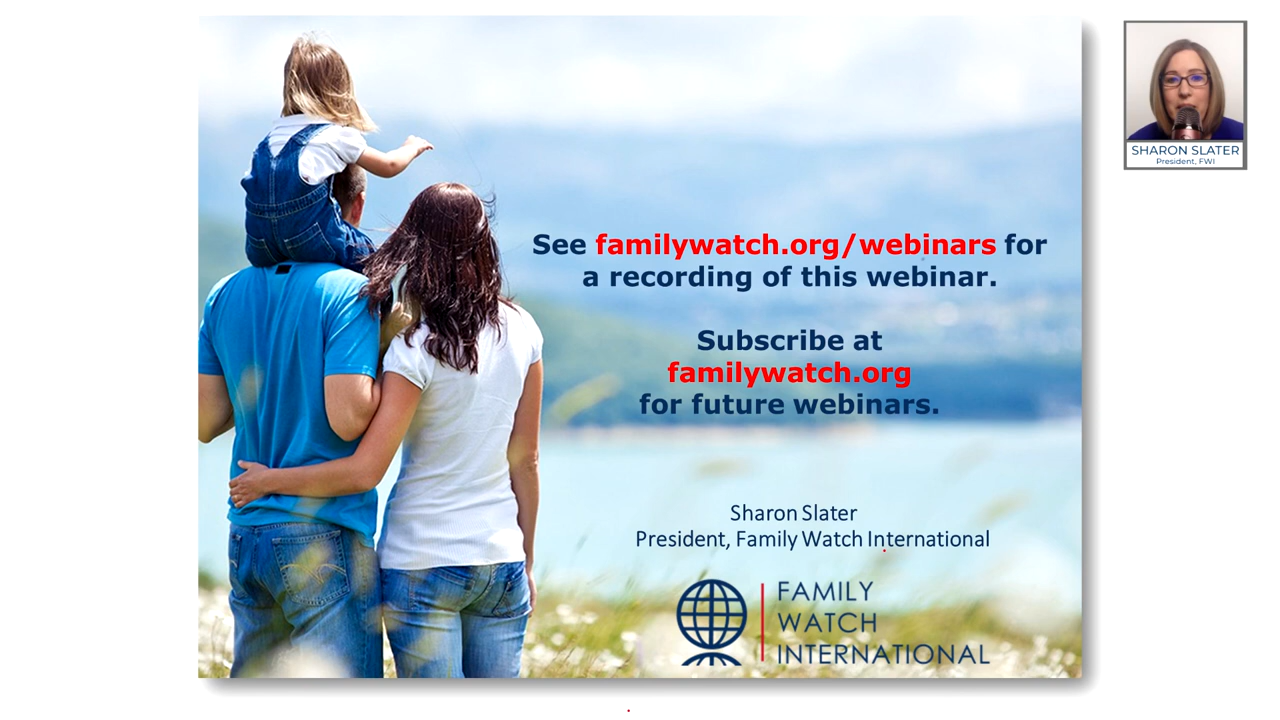 See familywatch.org/webinars for
a recording of this webinar.
Subscribe at
familywatch.org
for future webinars.
Sharon Slater
President, Family Watch International
FAMILY
WATCH
INTERNATIONAL
SHARON SLATER
President, FWI